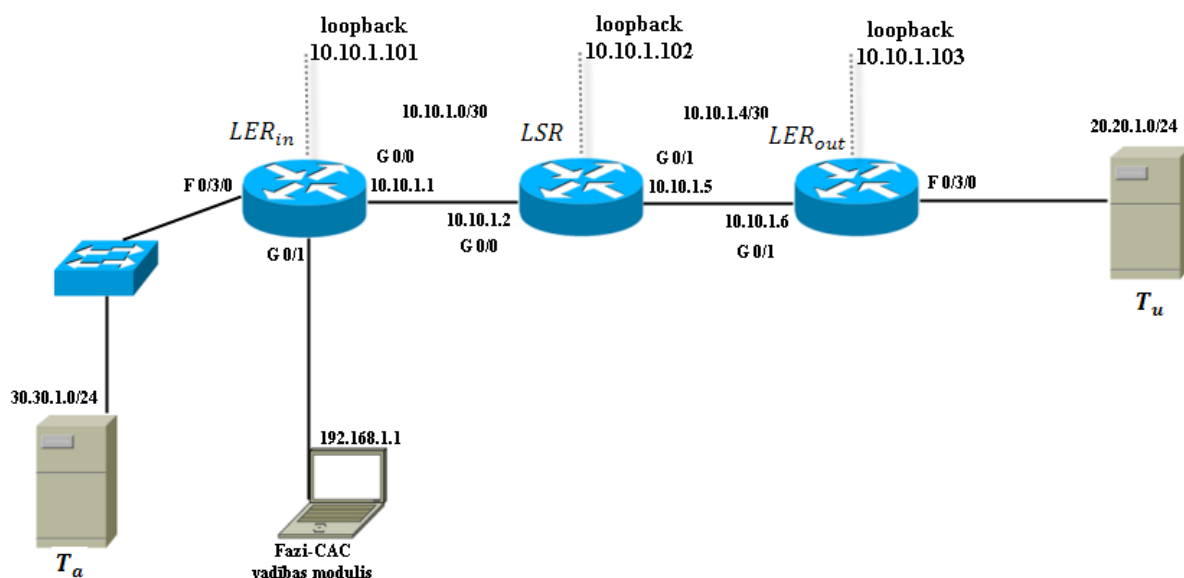 loopback
10.10.1.101
loopback
10.10.1.102
loopback
10.10.1.103
10.10.1.0/30
10.10.1.4/30
LER_in
LSR
LER_out
20.20.1.0/24
G 0/0
G 0/1
F 0/3/0
10.10.1.1
10.10.1.5
F 0/3/0
10.10.1.2
10.10.1.6
G 0/1
G 0/0
G 0/1
T_u
30.30.1.0/24
192.168.1.1
Fazi-CAC
vadības modulis
T_a